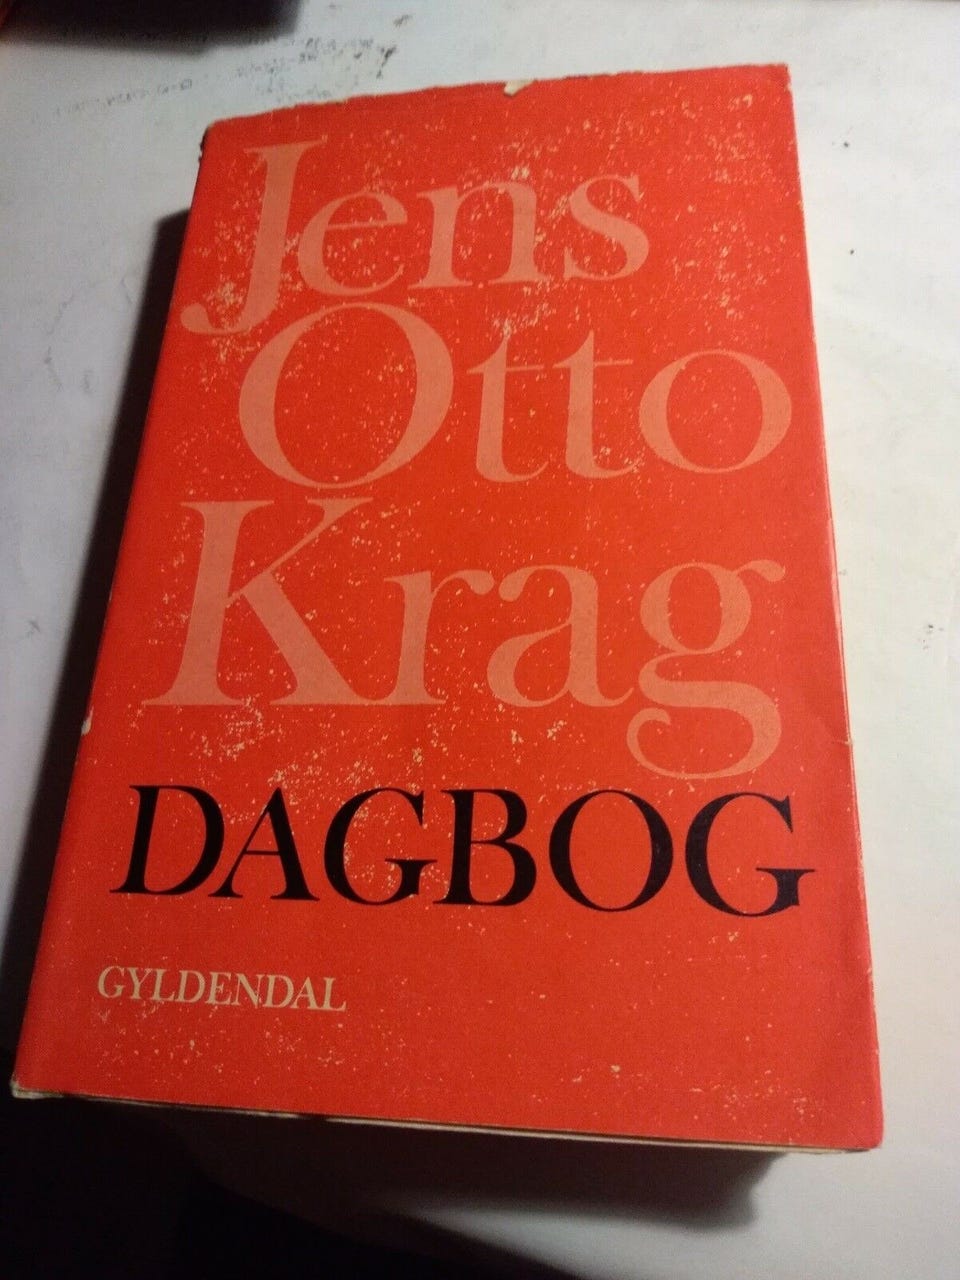 Jens
Otto
Krag
DAGBOG
GYLDENDAL